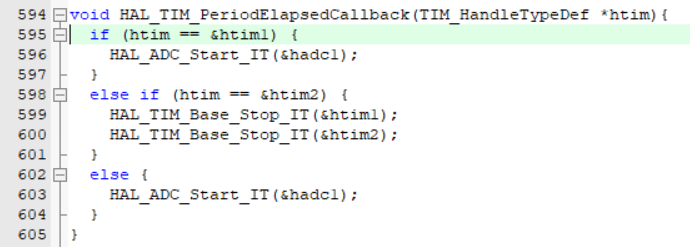 594 void HAL_TIM_PeriodElapsedCallback(TIM_HandleTypeDef *htim){
595 if (htim == &htim1) {
596 HAL_ADC_Start_IT(&hadc1);
597 }
598 else if (htim == &htim2) {
599 HAL_TIM_Base_Stop_IT(&htim1);
600 HAL_TIM_Base_Stop_IT(&htim2);
601 }
602 else {
603 HAL_ADC_Start_IT(&hadc1);
604 }
605 }